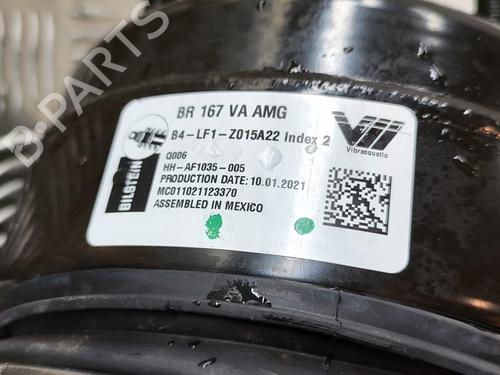 B-PARTS
BR 167 VA AMG
B4-LF1-Z015A22 Index 2
Q006
HH-AF1035-005
PRODUCTION DATE: 10.01.2021
MC011021123370
ASSEMBLED IN MEXICO
BILSTEIN
Vibracoustic